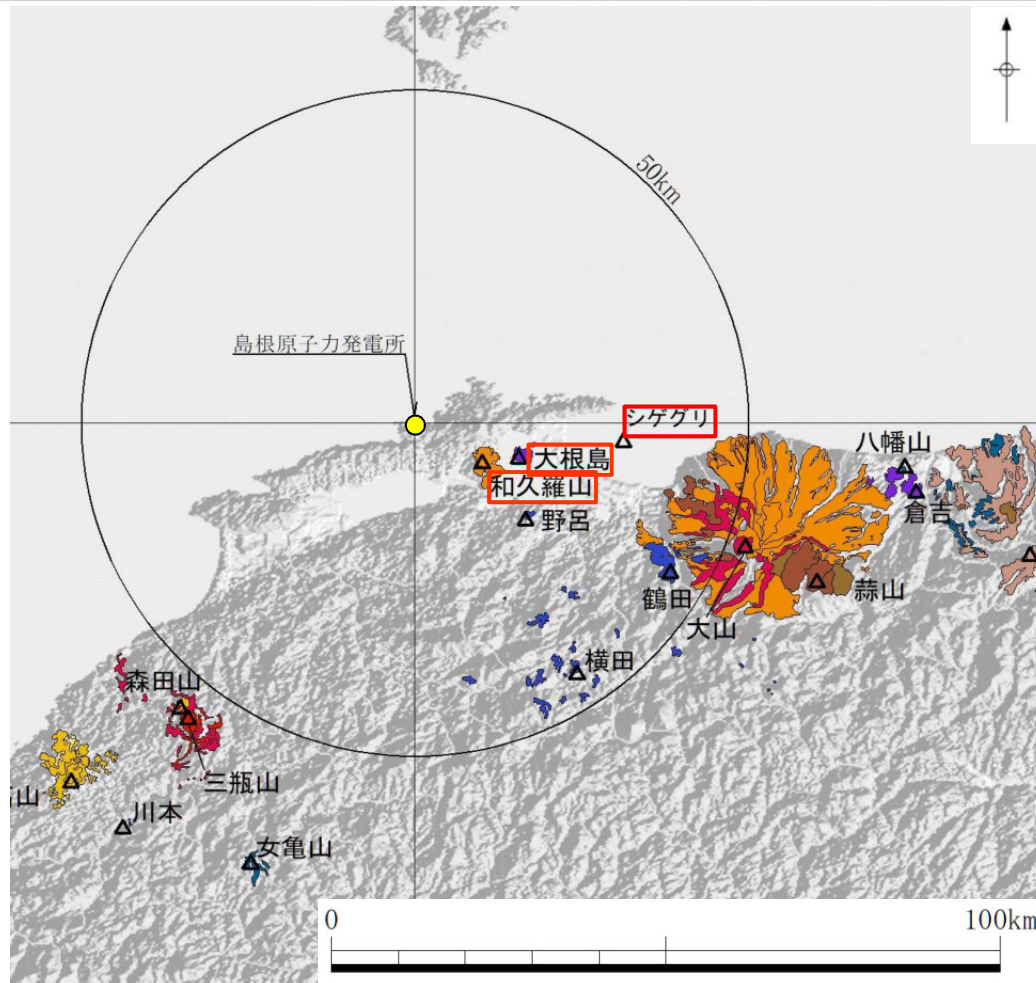 50km
島根原子力発電所
シゲグリ
大根島
和久羅山
野呂
八幡山
倉吉
鶴田
大山
蒜山
横田
森田山
三瓶山
山
川本
女亀山
0
100km